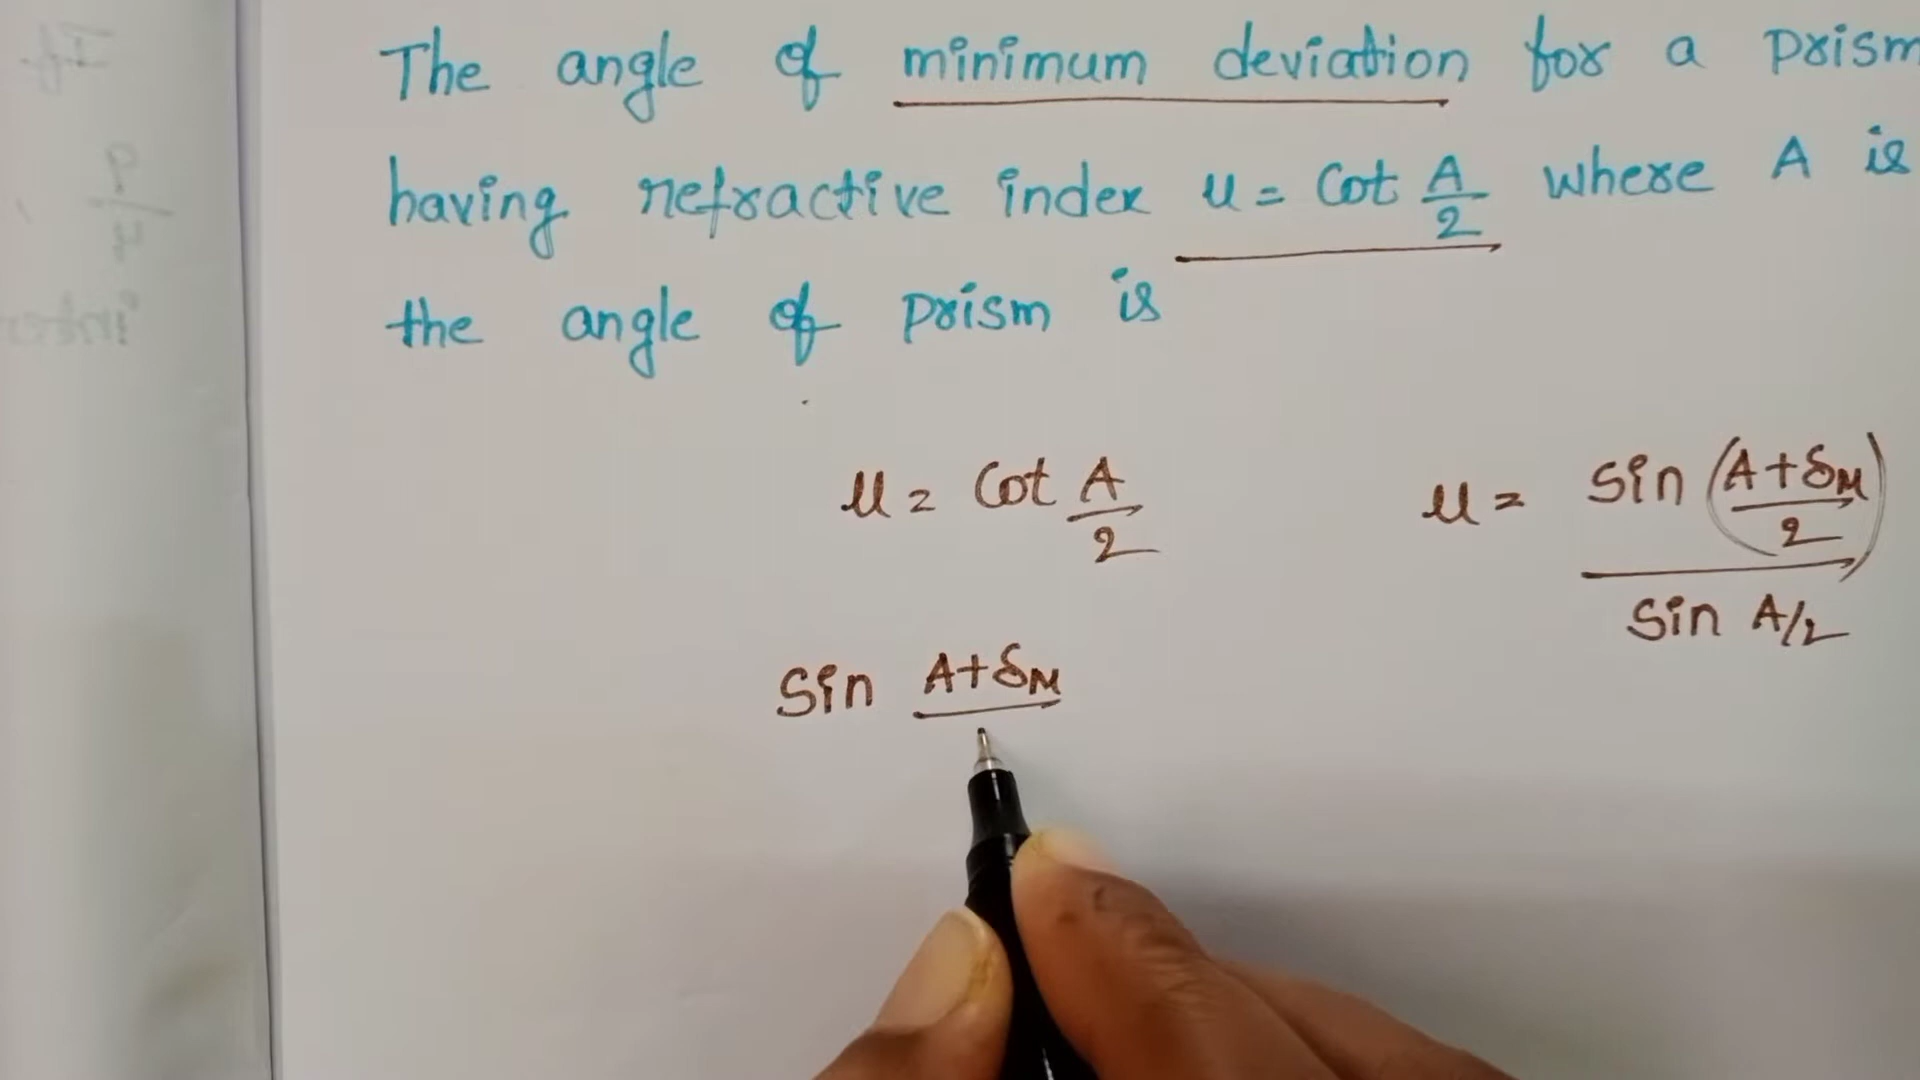 The angle of minimum deviation for a prism
having refractive index μ = Cot A/2 where A is
the angle of prism is
μ = Cot A/2
μ = Sin (A+δM/2) / Sin A/2
Sin A+δM